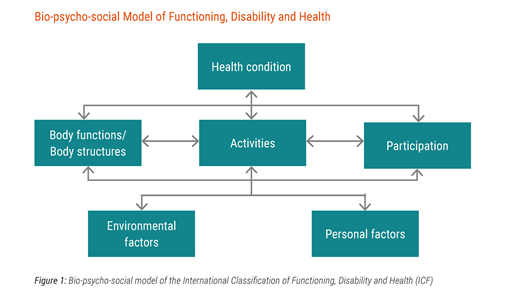 Bio-psycho-social Model of Functioning, Disability and Health
Health condition
Body functions/
Body structures
Activities
Participation
Environmental
factors
Personal factors
Figure 1: Bio-psycho-social model of the International Classification of Functioning, Disability and Health (ICF)